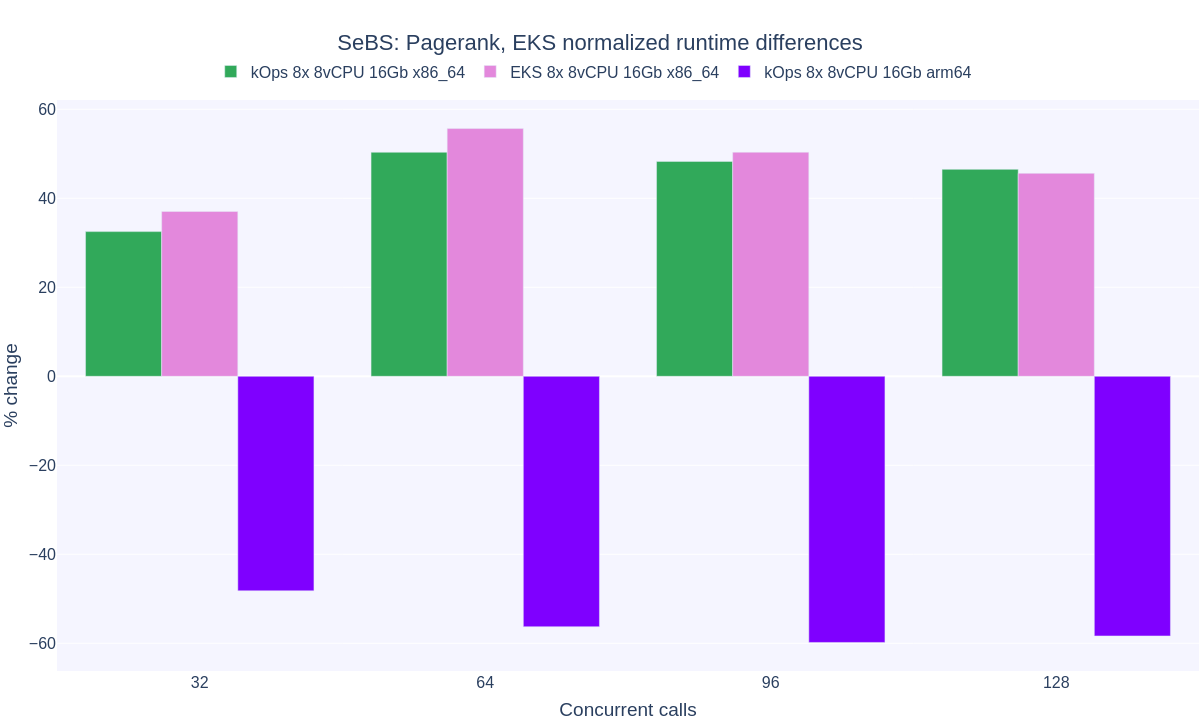 SeBS: Pagerank, EKS normalized runtime differences
kOps 8x 8vCPU 16Gb x86_64 EKS 8x 8vCPU 16Gb x86_64 kOps 8x 8vCPU 16Gb arm64
60
40
20
0
−20
−40
−60
% change
32 64 96 128
Concurrent calls